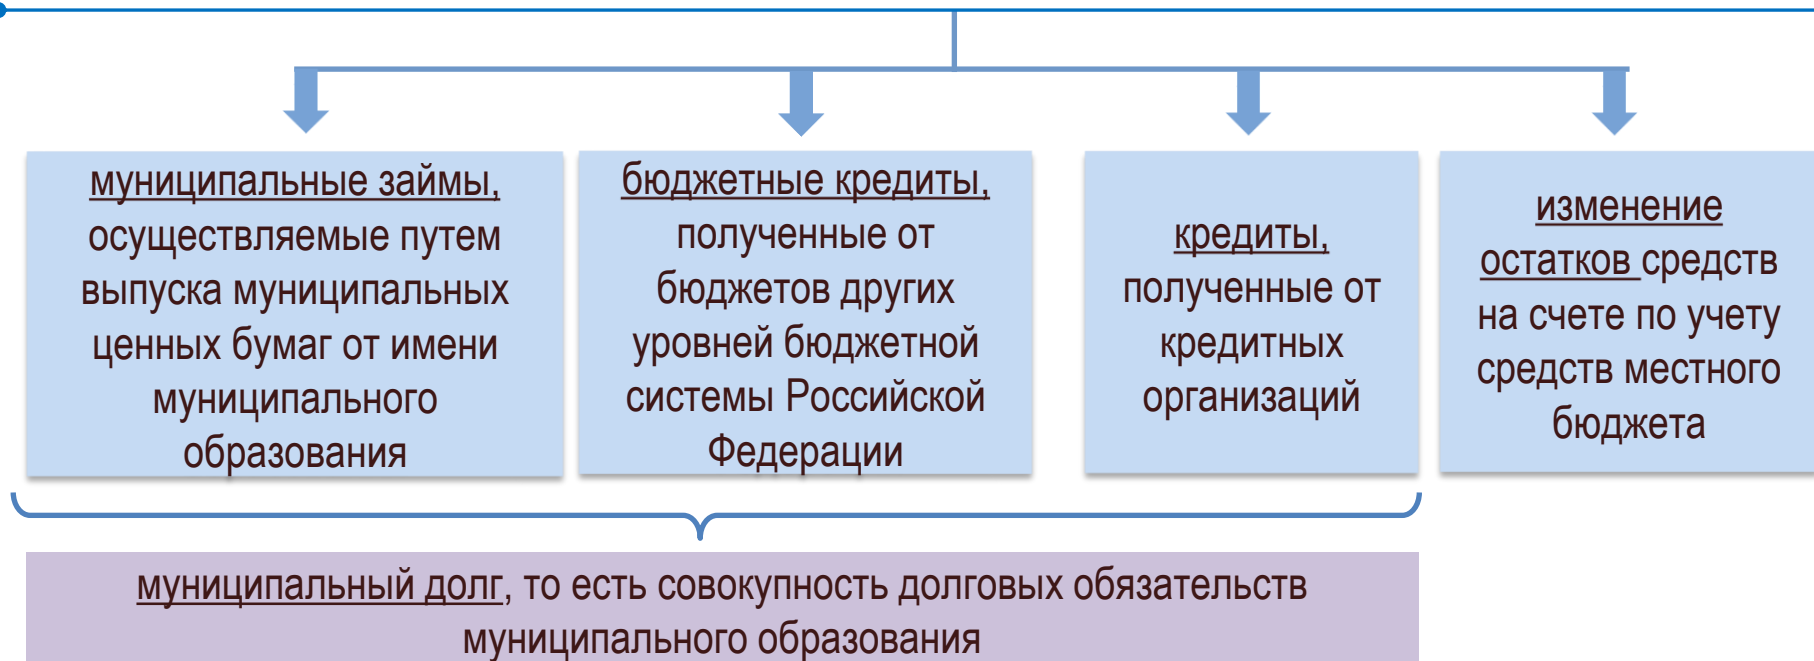 муниципальные займы,
осуществляемые путем
выпуска муниципальных
ценных бумаг от имени
муниципального
образования
бюджетные кредиты,
полученные от
бюджетов других
уровней бюджетной
системы Российской
Федерации
кредиты,
полученные от
кредитных
организаций
изменение
остатков средств
на счете по учету
средств местного
бюджета
муниципальный долг, то есть совокупность долговых обязательств
муниципального образования